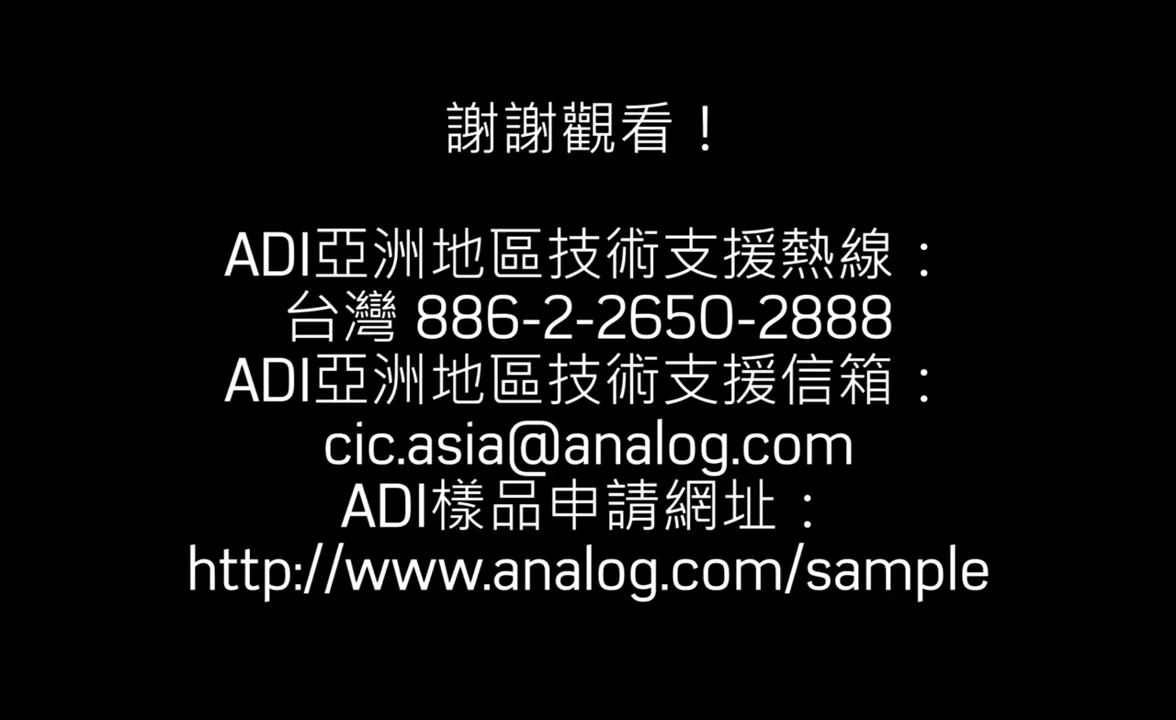 謝謝觀看！
ADI亞洲地區技術支援熱線：
台灣 886-2-2650-2888
ADI亞洲地區技術支援信箱：
cic.asia@analog.com
ADI樣品申請網址：
http://www.analog.com/sample